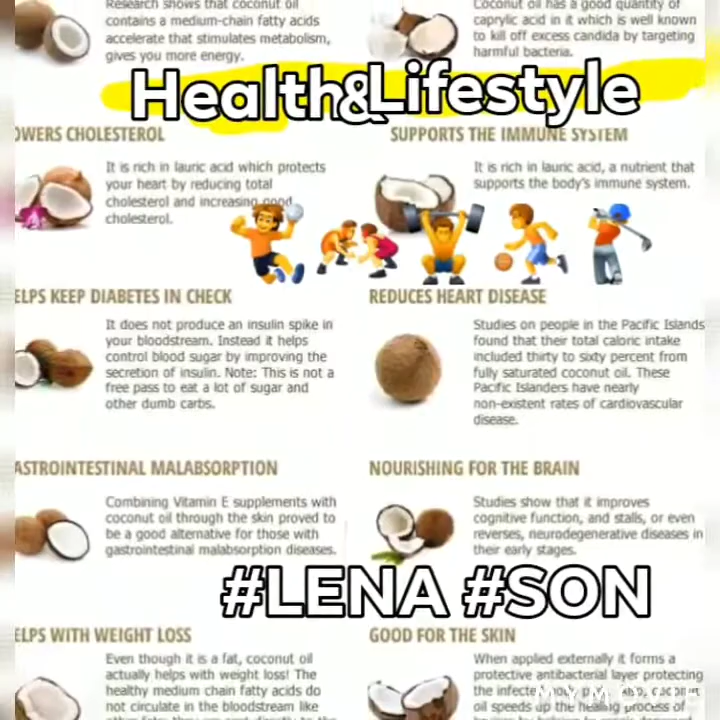 Research shows that coconut oil
contains a medium-chain fatty acids
accelerate that stimulates metabolism,
gives you more energy.
Coconut oil has a good quantity of
caprylic acid in it which is well known
to kill off excess candida by targeting
harmful bacteria.
Health&Lifestyle
OWERS CHOLESTEROL
It is rich in lauric acid which protects
your heart by reducing total
cholesterol and increasing good
cholesterol.
SUPPORTS THE IMMUNE SYSTEM
It is rich in lauric acid, a nutrient that
supports the body's immune system.
ELPS KEEP DIABETES IN CHECK
It does not produce an insulin spike in
your bloodstream. Instead it helps
control blood sugar by improving the
secretion of insulin. Note: This is not a
free pass to eat a lot of sugar and
other dumb carbs.
REDUCES HEART DISEASE
Studies on people in the Pacific Islands
found that their total caloric intake
included thirty to sixty percent from
fully saturated coconut oil. These
Pacific Islanders have nearly
non-existent rates of cardiovascular
disease.
ASTROINTESTINAL MALABSORPTION
Combining Vitamin E supplements with
coconut oil through the skin proved to
be a good alternative for those with
gastrointestinal malabsorption diseases.
NOURISHING FOR THE BRAIN
Studies show that it improves
cognitive function, and stalls, or even
reverses, neurodegenerative diseases in
their early stages.
#LENA #SON
ELPS WITH WEIGHT LOSS
Even though it is a fat, coconut oil
actually helps with weight loss! The
healthy medium chain fatty acids do
not circulate in the bloodstream like
GOOD FOR THE SKIN
When applied externally it forms a
protective antibacterial layer protecting
the infected
oil speeds up the healing process of